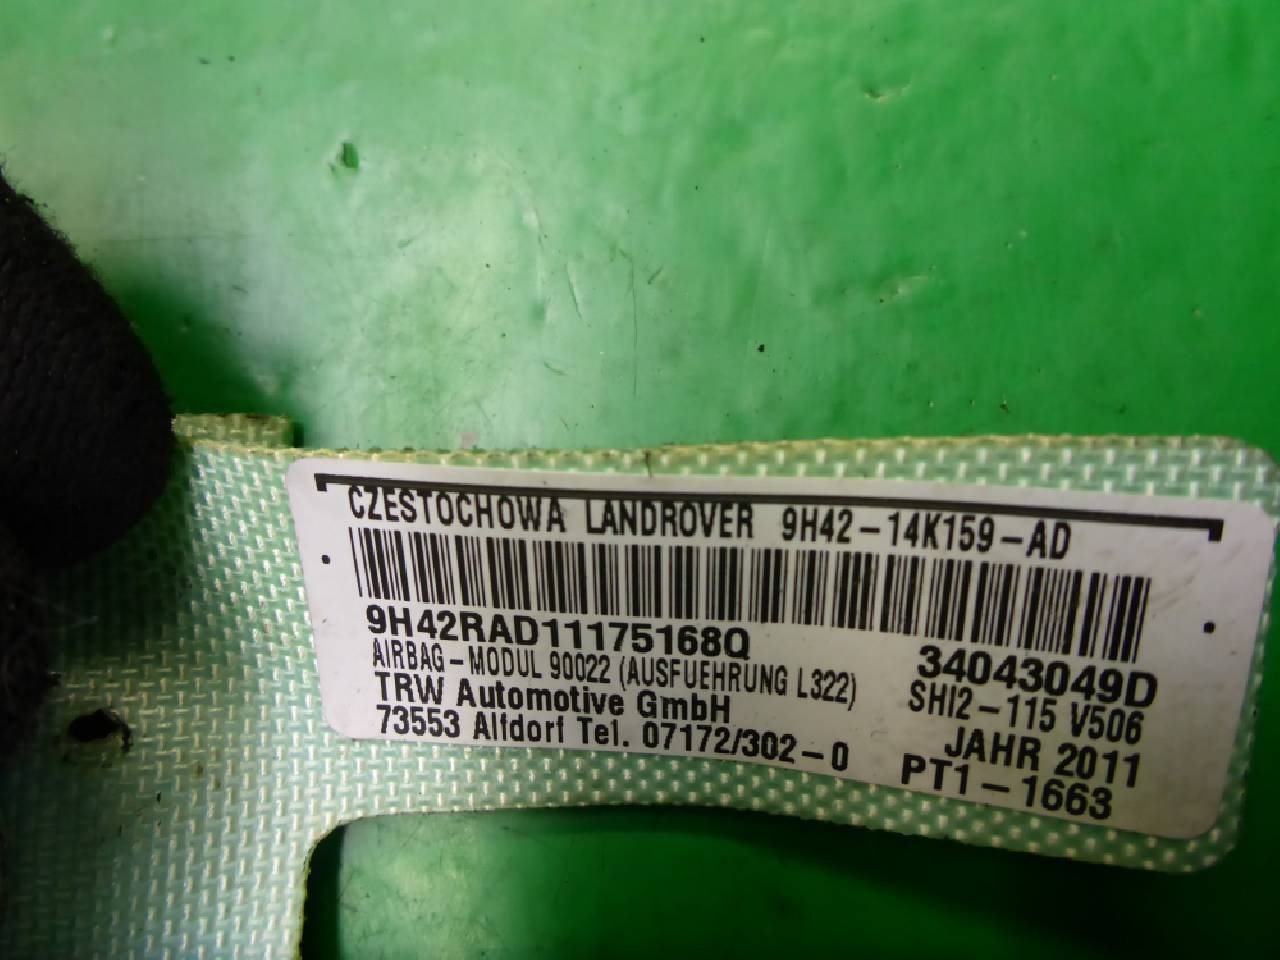 CZESTOCHOWA LANDROVER 9H42-14K159-AD
9H42RAD11175168Q 34043049D
AIRBAG-MODUL 90022 (AUSFUEHRUNG L322) SHI2-115 V506
TRW Automotive GmbH JAHR 2011
73553 Alfdorf Tel. 07172/302-0 PT1-1663